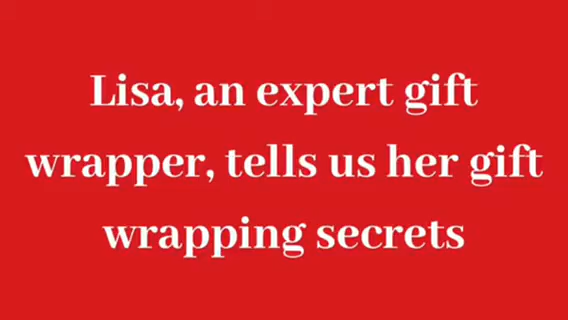 Lisa, an expert gift
wrapper, tells us her gift
wrapping secrets